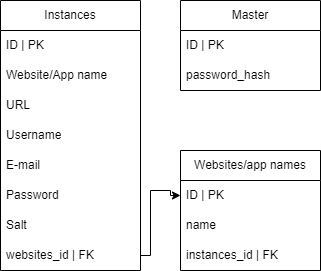 Instances
ID | PK
Website/App name
URL
Username
E-mail
Password
Salt
websites_id | FK
Master
ID | PK
password_hash
Websites/app names
ID | PK
name
instances_id | FK